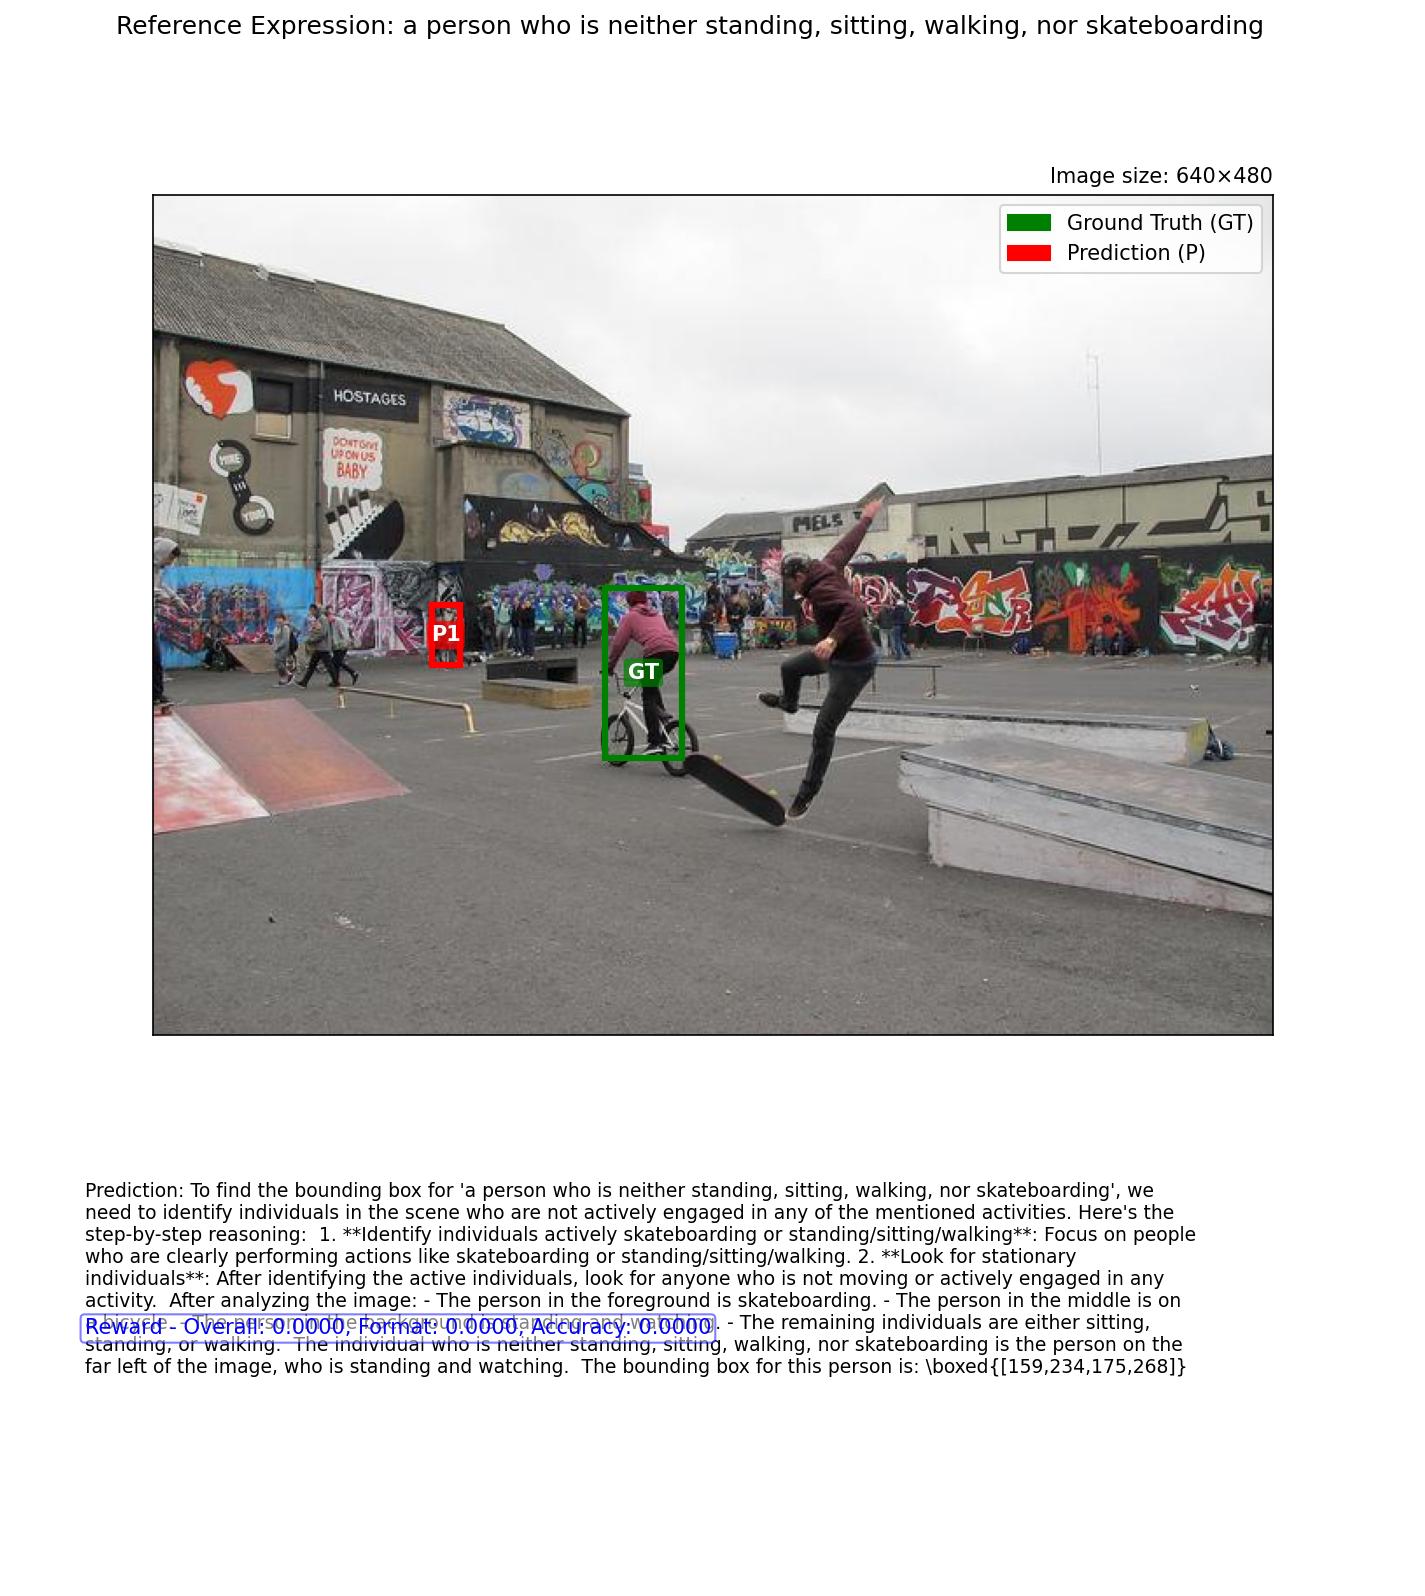 Reference Expression: a person who is neither standing, sitting, walking, nor skateboarding
Image size: 640×480
Ground Truth (GT)
Prediction (P)
HOSTAGES
DON'T GIVE
UP ON US
BABY
MINE
YOURS
MELS
P1
GT
Prediction: To find the bounding box for 'a person who is neither standing, sitting, walking, nor skateboarding', we
need to identify individuals in the scene who are not actively engaged in any of the mentioned activities. Here's the
step-by-step reasoning:  1. **Identify individuals actively skateboarding or standing/sitting/walking**: Focus on people
who are clearly performing actions like skateboarding or standing/sitting/walking. 2. **Look for stationary
individuals**: After identifying the active individuals, look for anyone who is not moving or actively engaged in any
activity.  After analyzing the image: - The person in the foreground is skateboarding. - The person in the middle is on
a bicycle. - The person in the background is standing and watching. - The remaining individuals are either sitting,
Reward - Overall: 0.0000, Format: 0.0000, Accuracy: 0.0000
standing, or walking.  The individual who is neither standing, sitting, walking, nor skateboarding is the person on the
far left of the image, who is standing and watching.  The bounding box for this person is: \boxed{[159,234,175,268]}